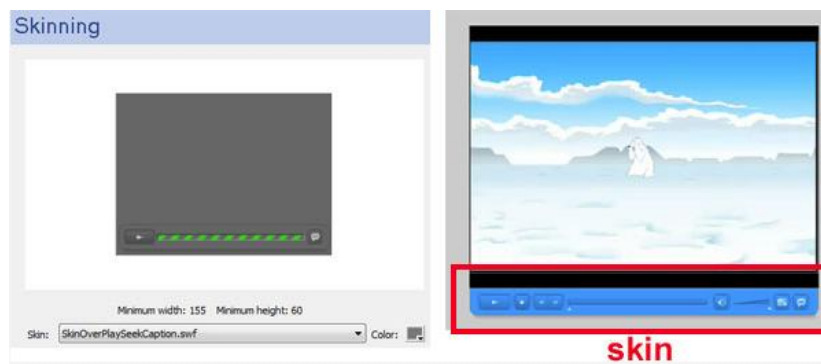 Skinning
Minimum width: 155 Minimum height: 60
Skin: SkinOverPlaySeekCaption.swf Color:
skin